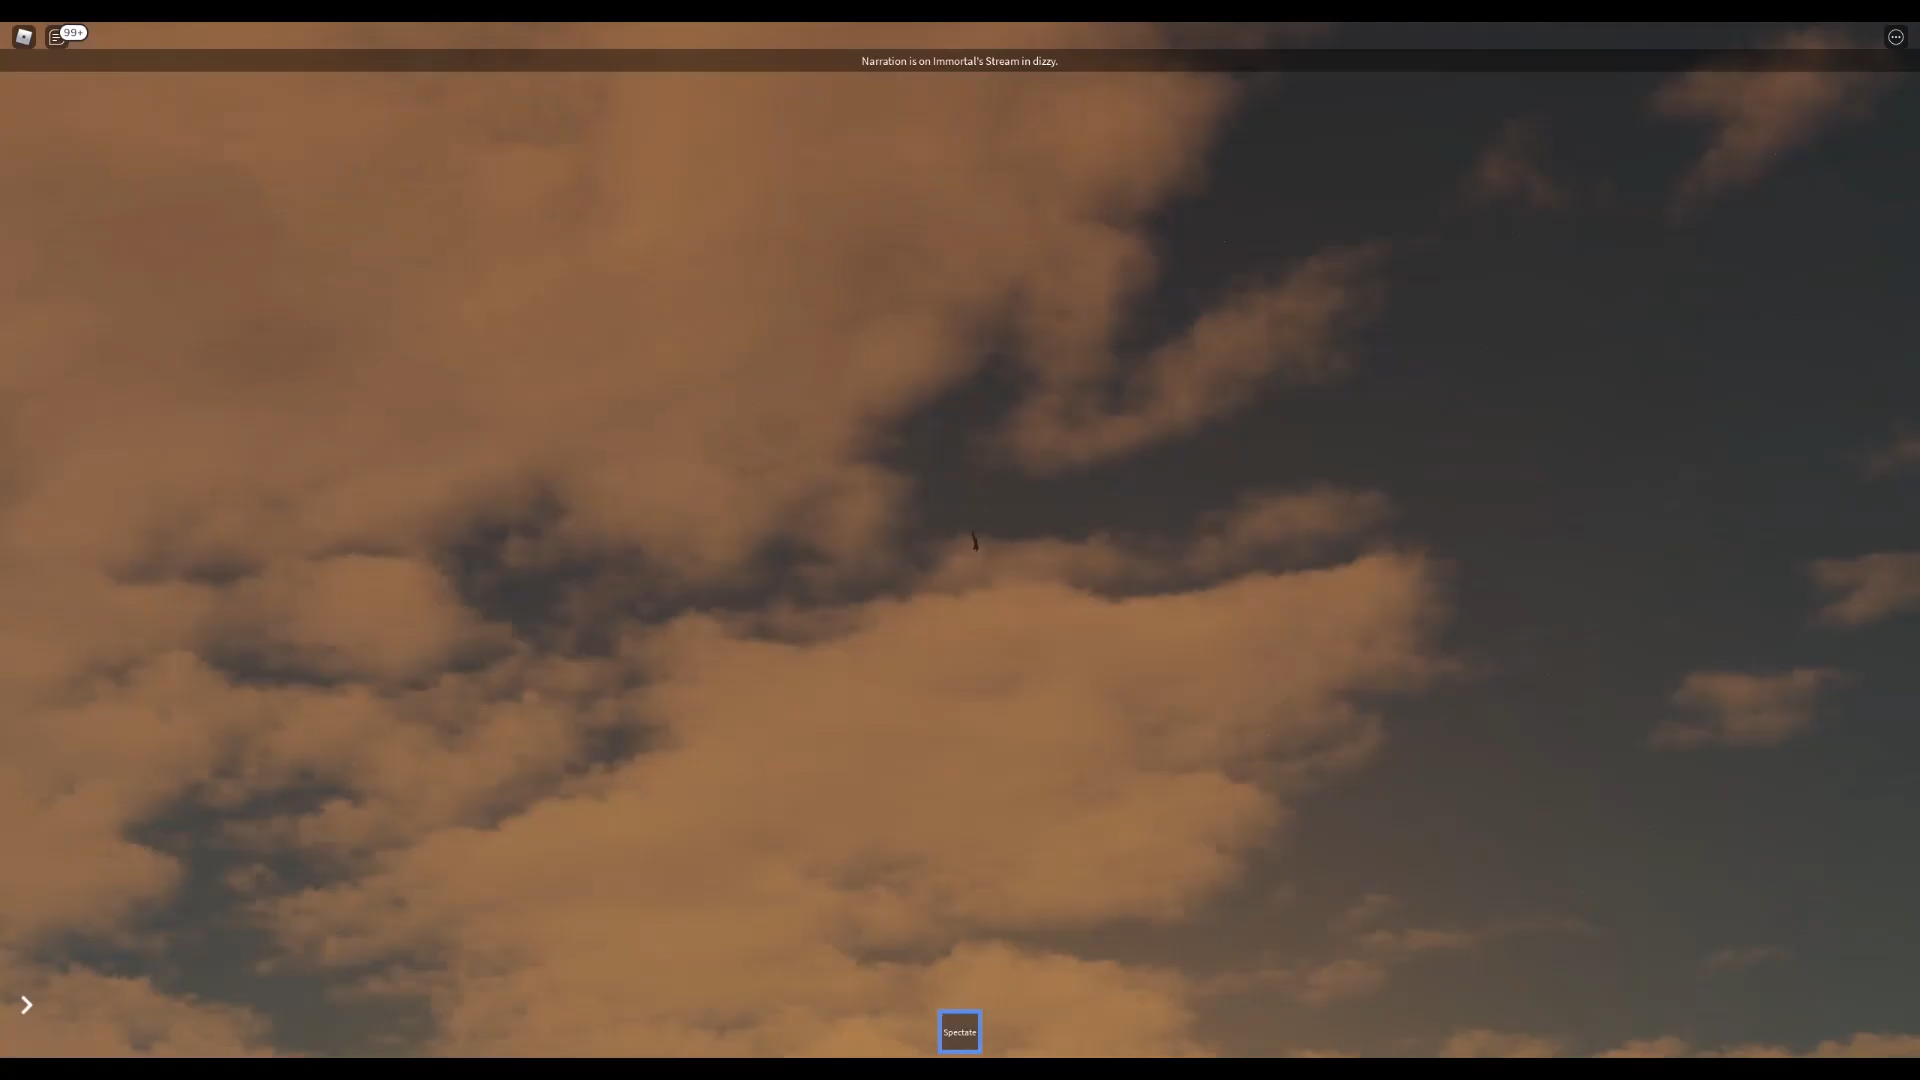 99+
Narration is on Immortal's Stream in dizzy.
Spectate